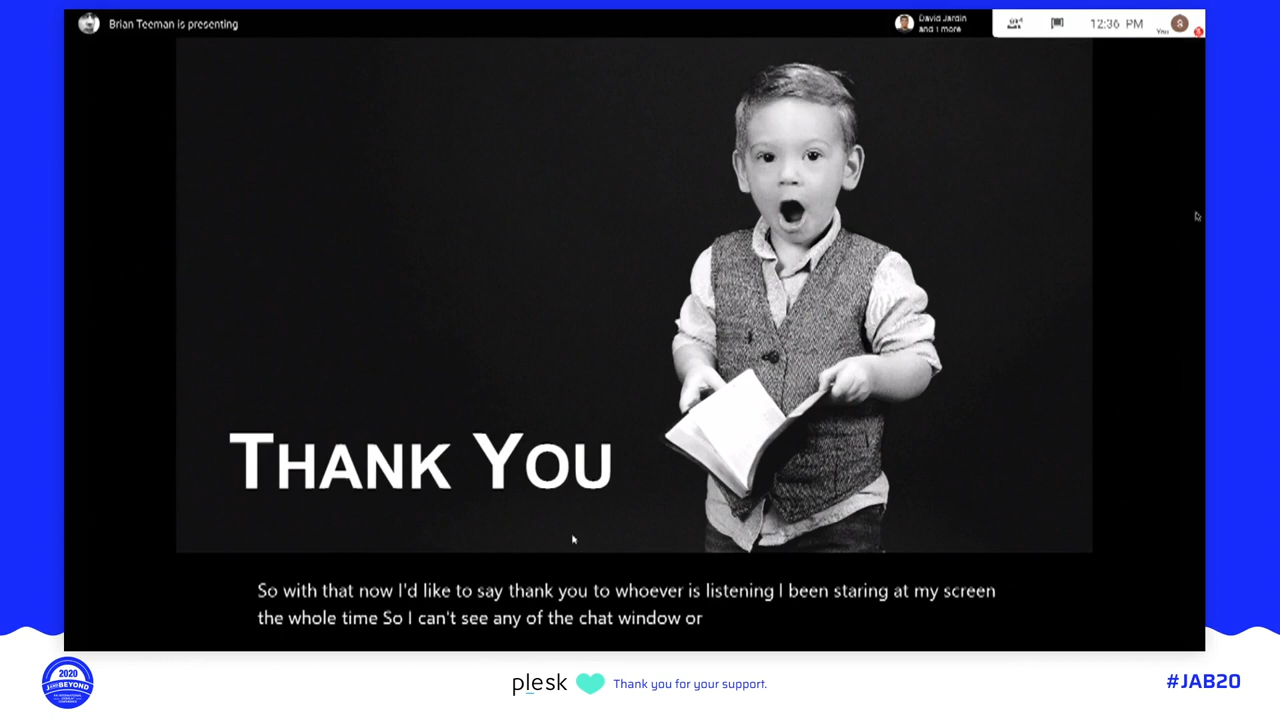 Brian Teeman is presenting
David Jardin
and 1 more
12:36 PM
You
S
THANK YOU
So with that now I'd like to say thank you to whoever is listening I been staring at my screen
the whole time So I can't see any of the chat window or
2020
JANDBEYOND
plesk
Thank you for your support.
#JAB20